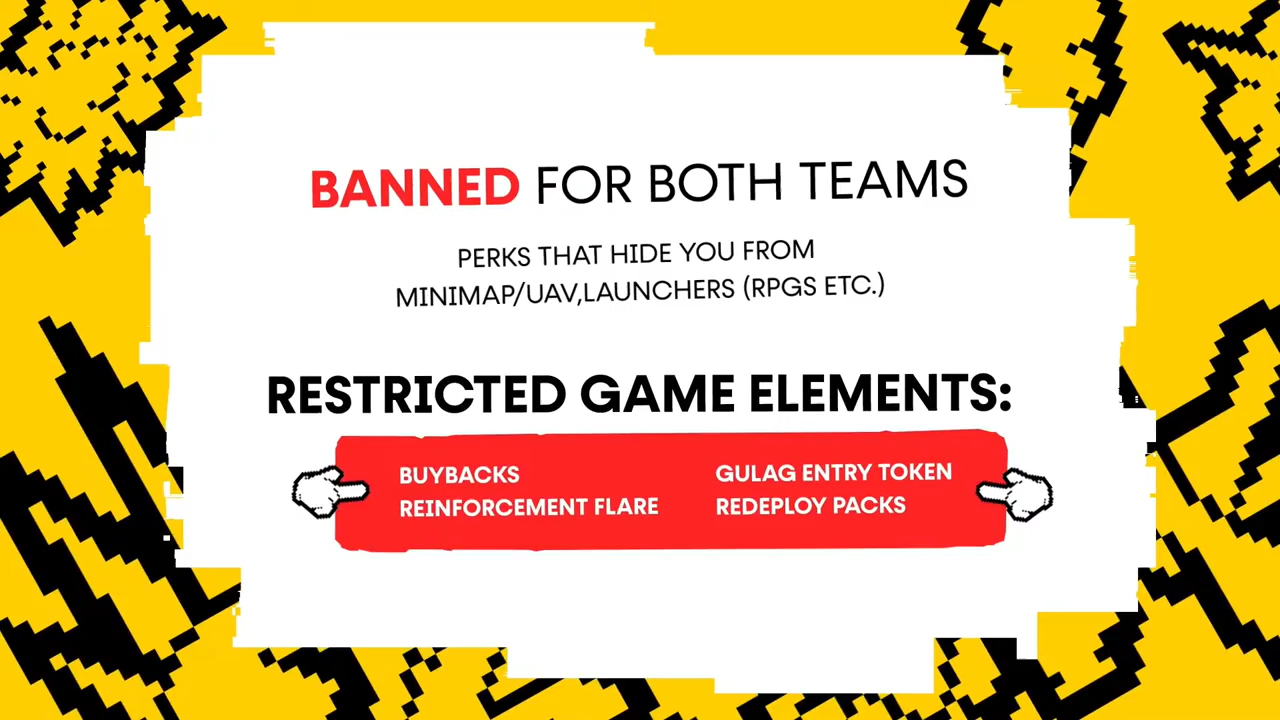 BANNED FOR BOTH TEAMS
PERKS THAT HIDE YOU FROM
MINIMAP/UAV,LAUNCHERS (RPGS ETC.)
RESTRICTED GAME ELEMENTS:
BUYBACKS
REINFORCEMENT FLARE
GULAG ENTRY TOKEN
REDEPLOY PACKS